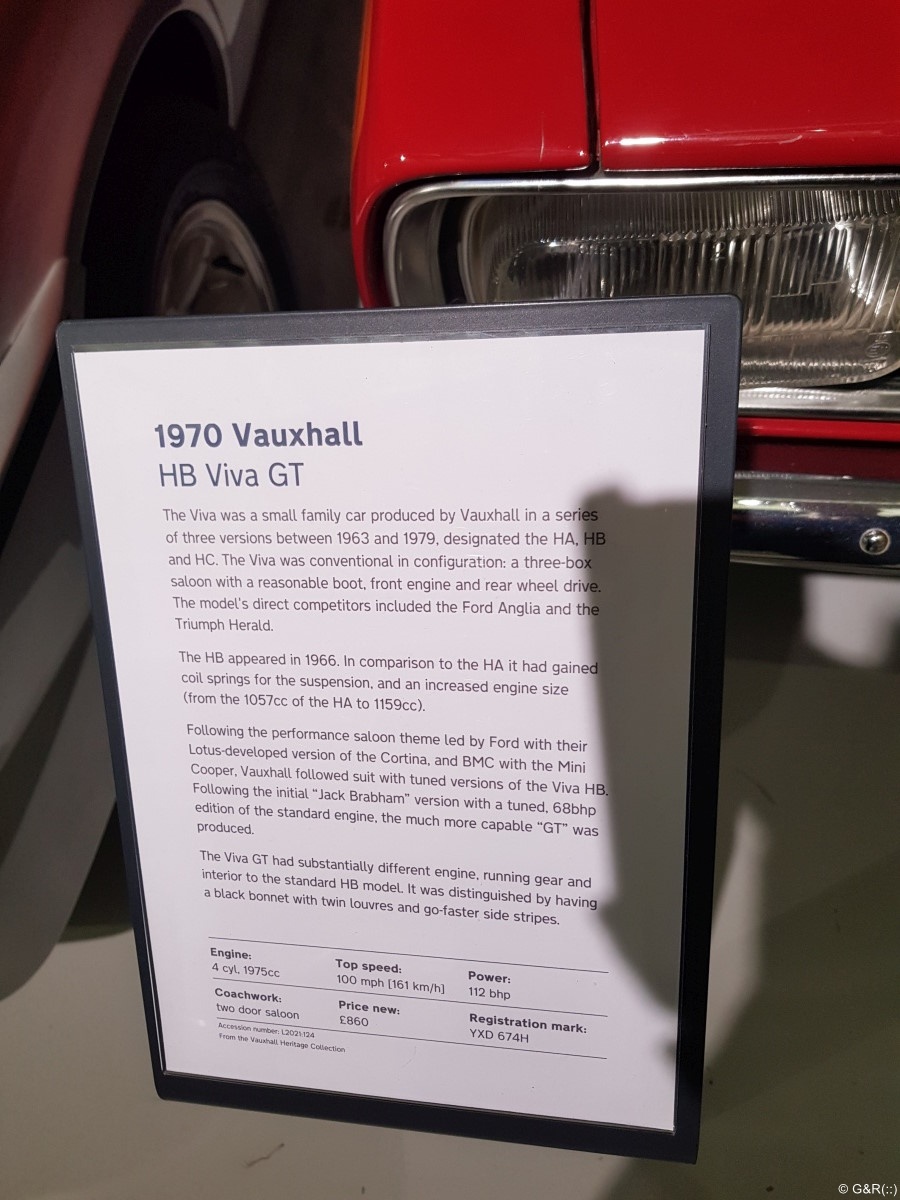 1970 Vauxhall
HB Viva GT
The Viva was a small family car produced by Vauxhall in a series
of three versions between 1963 and 1979, designated the HA, HB
and HC. The Viva was conventional in configuration: a three-box
saloon with a reasonable boot, front engine and rear wheel drive.
The model's direct competitors included the Ford Anglia and the
Triumph Herald.
The HB appeared in 1966. In comparison to the HA it had gained
coil springs for the suspension, and an increased engine size
(from the 1057cc of the HA to 1159cc).
Following the performance saloon theme led by Ford with their
Lotus-developed version of the Cortina, and BMC with the Mini
Cooper, Vauxhall followed suit with tuned versions of the Viva HB.
Following the initial “Jack Brabham” version with a tuned, 68bhp
edition of the standard engine, the much more capable “GT” was
produced.
The Viva GT had substantially different engine, running gear and
interior to the standard HB model. It was distinguished by having
a black bonnet with twin louvres and go-faster side stripes.
Engine: Top speed: Power:
4 cyl, 1975cc 100 mph [161 km/h] 112 bhp
Coachwork: Price new: Registration mark:
two door saloon £860 YXD 674H
Accession number: L2021:124
From the Vauxhall Heritage Collection
© G&R(::)